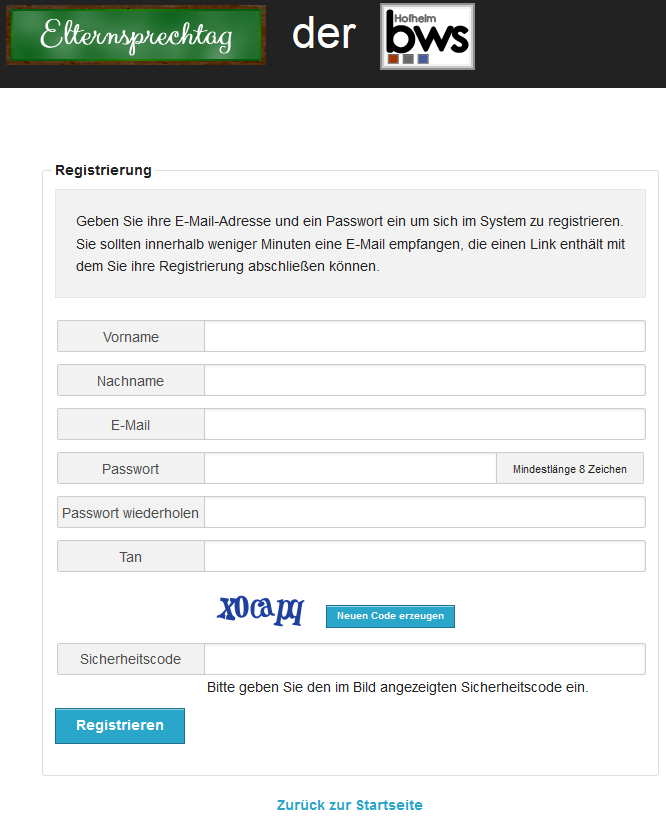 Elternsprechtag der Hofheim bws
Registrierung
Geben Sie ihre E-Mail-Adresse und ein Passwort ein um sich im System zu registrieren.
Sie sollten innerhalb weniger Minuten eine E-Mail empfangen, die einen Link enthält mit
dem Sie ihre Registrierung abschließen können.
Vorname
Nachname
E-Mail
Passwort Mindestlänge 8 Zeichen
Passwort wiederholen
Tan
Neuen Code erzeugen
Sicherheitscode
Bitte geben Sie den im Bild angezeigten Sicherheitscode ein.
Registrieren
Zurück zur Startseite